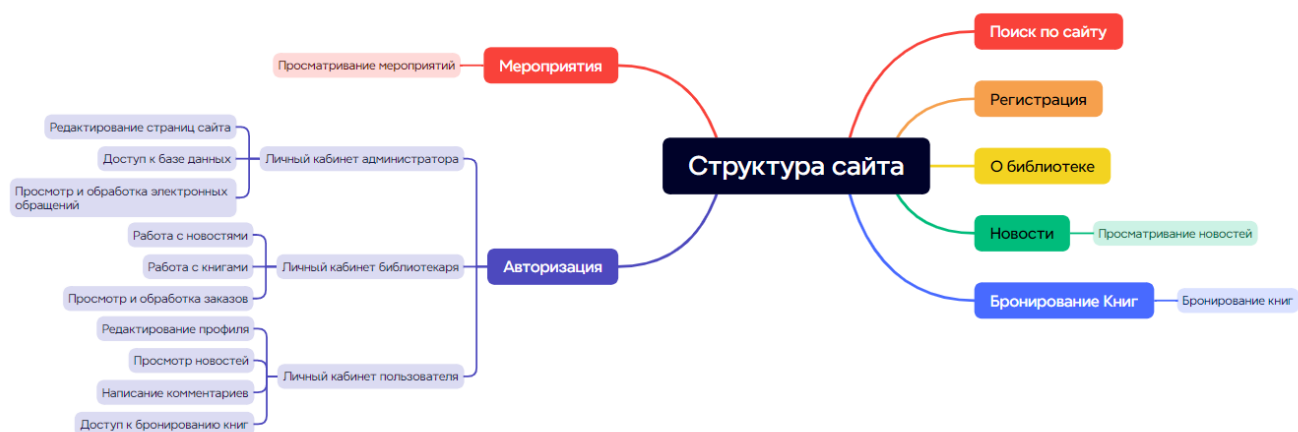 Структура сайта
Поиск по сайту
Регистрация
О библиотеке
Новости
Просматривание новостей
Бронирование Книг
Бронирование книг
Мероприятия
Просматривание мероприятий
Авторизация
Личный кабинет администратора
Редактирование страниц сайта
Доступ к базе данных
Просмотр и обработка электронных
обращений
Личный кабинет библиотекаря
Работа с новостями
Работа с книгами
Просмотр и обработка заказов
Личный кабинет пользователя
Редактирование профиля
Просмотр новостей
Написание комментариев
Доступ к бронированию книг